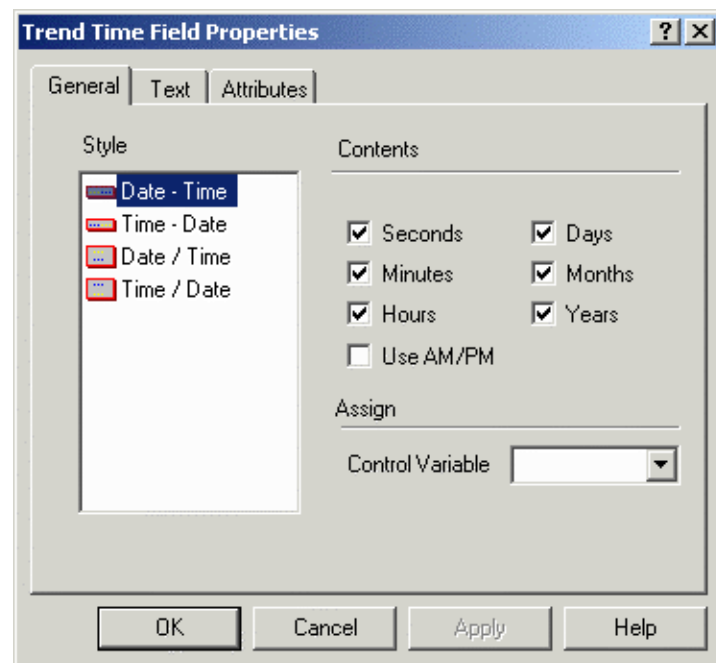 Trend Time Field Properties
General Text Attributes
Style
Date - Time
Time - Date
Date / Time
Time / Date
Contents
Seconds Days
Minutes Months
Hours Years
Use AM/PM
Assign
Control Variable
OK Cancel Apply Help